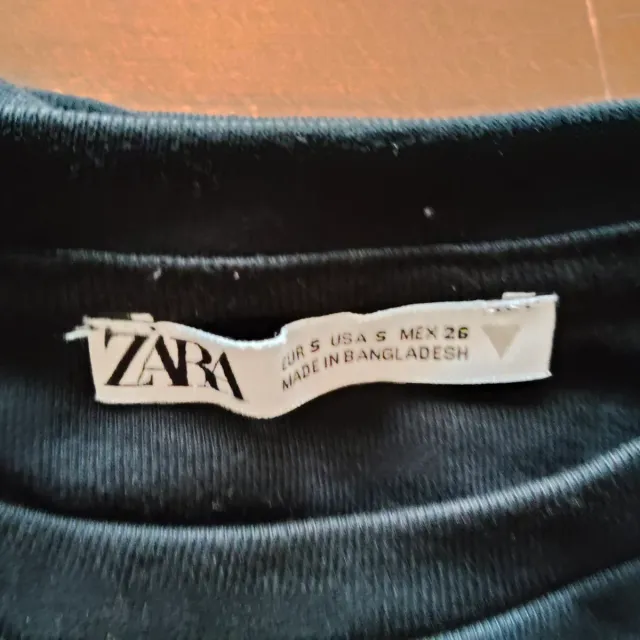 ZARA
EUR S USA S MEX 26
MADE IN BANGLADESH